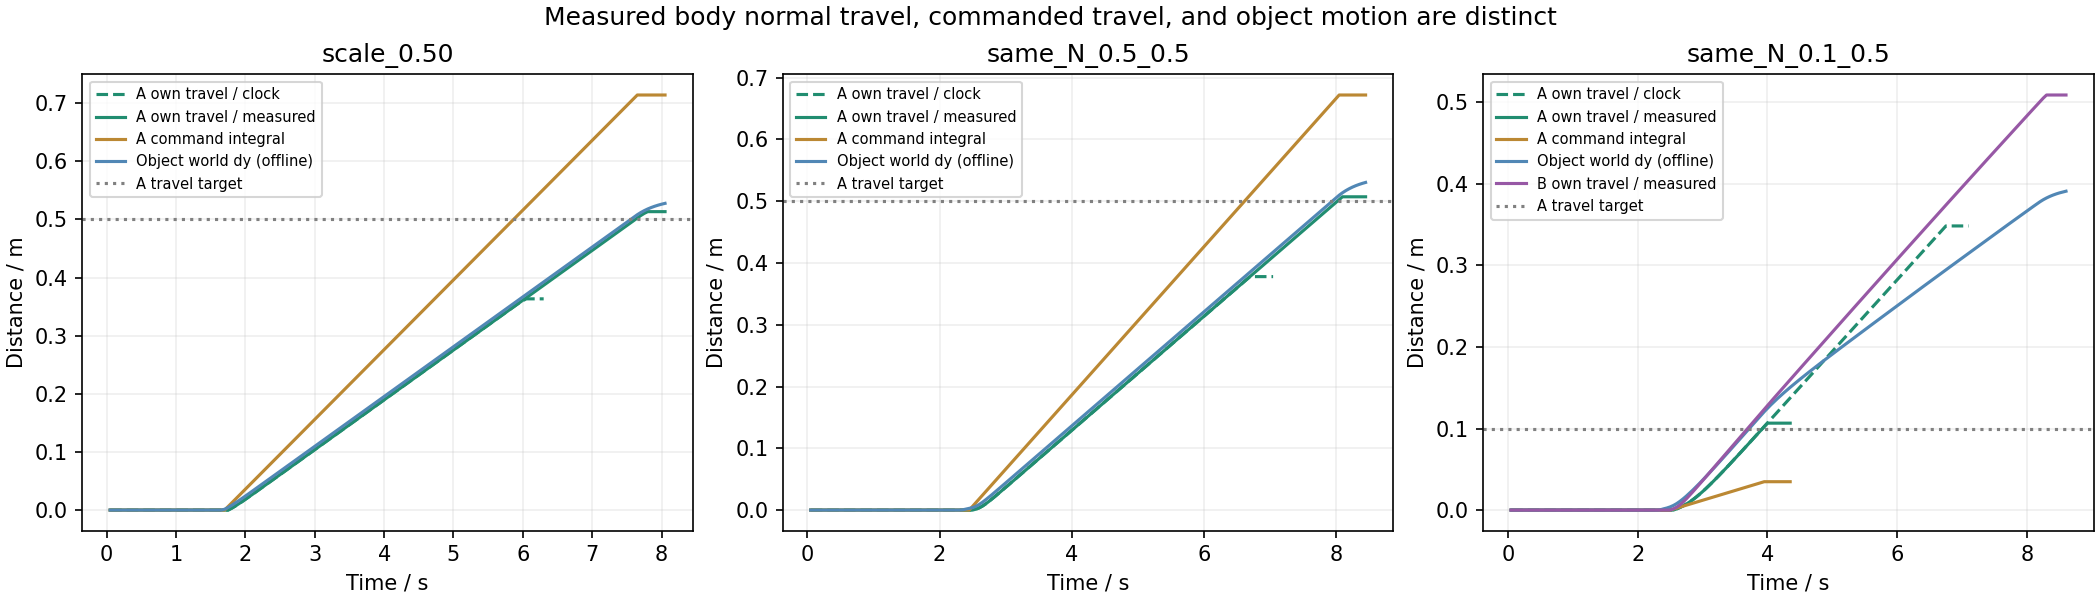 Measured body normal travel, commanded travel, and object motion are distinct
scale_0.50
A own travel / clock
A own travel / measured
A command integral
Object world dy (offline)
A travel target
Distance / m
0.7
0.6
0.5
0.4
0.3
0.2
0.1
0.0
0 1 2 3 4 5 6 7 8
Time / s
same_N_0.5_0.5
A own travel / clock
A own travel / measured
A command integral
Object world dy (offline)
A travel target
Distance / m
0.7
0.6
0.5
0.4
0.3
0.2
0.1
0.0
0 2 4 6 8
Time / s
same_N_0.1_0.5
A own travel / clock
A own travel / measured
A command integral
Object world dy (offline)
B own travel / measured
A travel target
Distance / m
0.5
0.4
0.3
0.2
0.1
0.0
0 2 4 6 8
Time / s